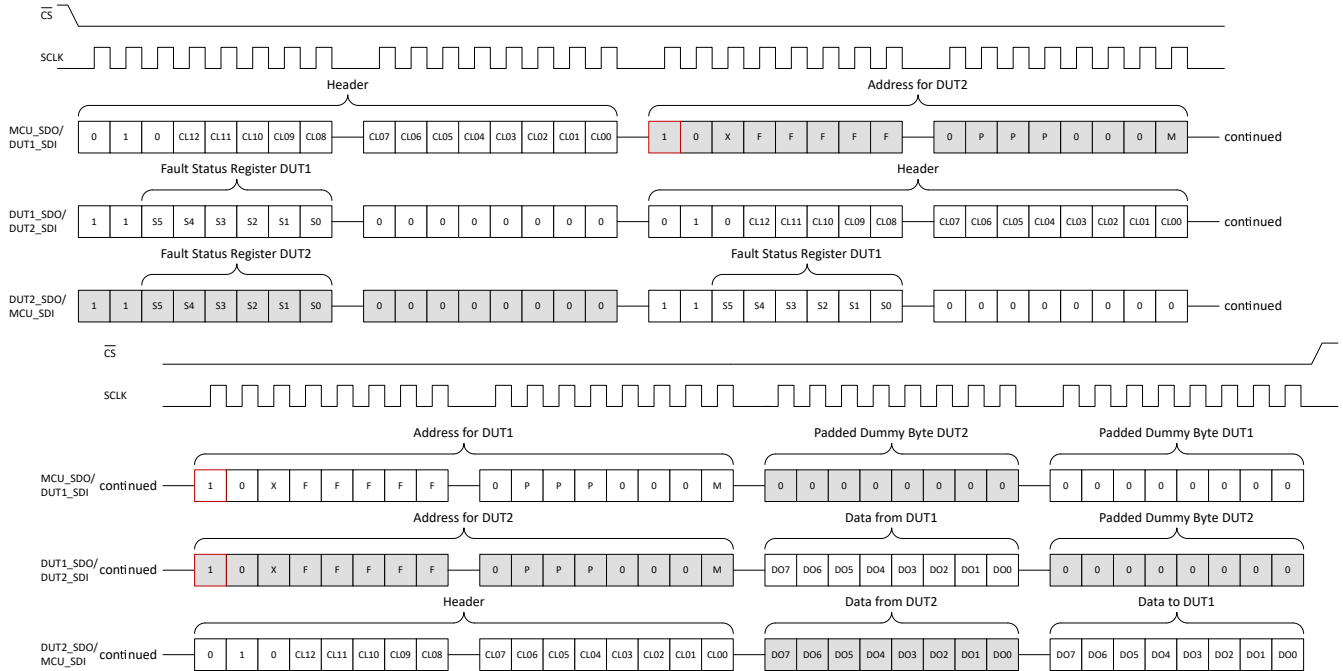 CS
SCLK
Header Address for DUT2
MCU_SDO/
DUT1_SDI 0 1 0 CL12 CL11 CL10 CL09 CL08 CL07 CL06 CL05 CL04 CL03 CL02 CL01 CL00 1 0 X F F F F F 0 P P P 0 0 0 M continued
Fault Status Register DUT1 Header
DUT1_SDO/
DUT2_SDI 1 1 S5 S4 S3 S2 S1 S0 0 0 0 0 0 0 0 0 0 1 0 CL12 CL11 CL10 CL09 CL08 CL07 CL06 CL05 CL04 CL03 CL02 CL01 CL00 continued
Fault Status Register DUT2 Fault Status Register DUT1
DUT2_SDO/
MCU_SDI 1 1 S5 S4 S3 S2 S1 S0 0 0 0 0 0 0 0 0 1 1 S5 S4 S3 S2 S1 S0 0 0 0 0 0 0 0 0 continued
CS
SCLK
Address for DUT1 Padded Dummy Byte DUT2 Padded Dummy Byte DUT1
MCU_SDO/
DUT1_SDI continued 1 0 X F F F F F 0 P P P 0 0 0 M 0 0 0 0 0 0 0 0 0 0 0 0 0 0 0 0
Address for DUT2 Data from DUT1 Padded Dummy Byte DUT2
DUT1_SDO/
DUT2_SDI continued 1 0 X F F F F F 0 P P P 0 0 0 M DO7 DO6 DO5 DO4 DO3 DO2 DO1 DO0 0 0 0 0 0 0 0 0
Header Data from DUT2 Data to DUT1
DUT2_SDO/
MCU_SDI continued 0 1 0 CL12 CL11 CL10 CL09 CL08 CL07 CL06 CL05 CL04 CL03 CL02 CL01 CL00 DO7 DO6 DO5 DO4 DO3 DO2 DO1 DO0 DO7 DO6 DO5 DO4 DO3 DO2 DO1 DO0